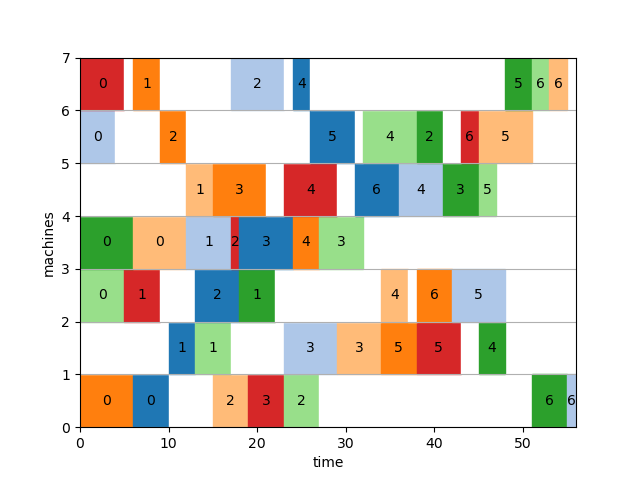 7
0 1 2 4 5 6 6
6
0 2 5 4 2 6 5
5
1 3 4 6 4 3 5
4
0 0 1 2 3 4 3
3
0 1 2 1 4 6 5
2
1 1 3 3 5 5 4
1
0 0 2 3 2 6 6
0
machines
0 10 20 30 40 50
time